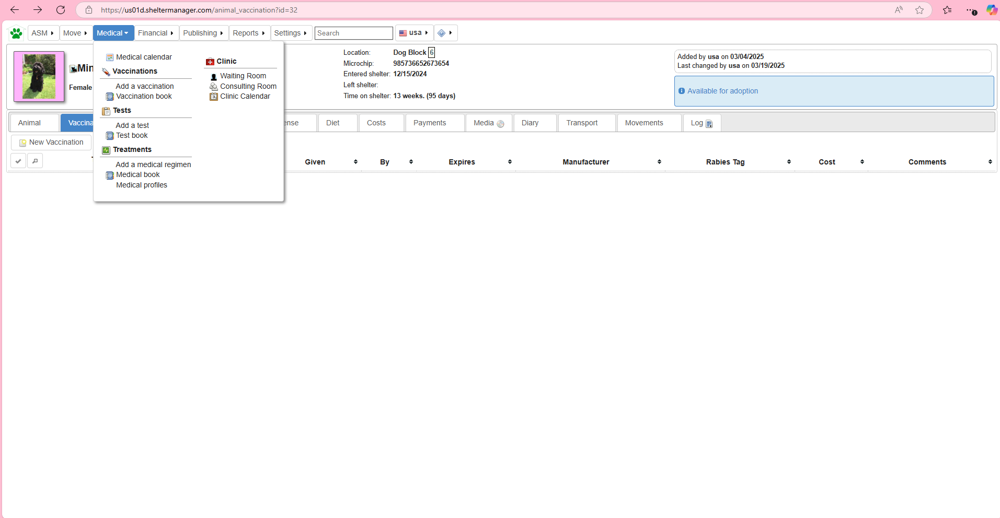 https://us01d.sheltermanager.com/animal_vaccination?id=32
ASM Move Medical Financial Publishing Reports Settings Search usa
Medical calendar
Vaccinations
Add a vaccination
Vaccination book
Tests
Add a test
Test book
Treatments
Add a medical regimen
Medical book
Medical profiles
Clinic
Waiting Room
Consulting Room
Clinic Calendar
Female
Location: Dog Block 6
Microchip: 985736652673654
Entered shelter: 12/15/2024
Left shelter:
Time on shelter: 13 weeks. (95 days)
Added by usa on 03/04/2025
Last changed by usa on 03/19/2025
Available for adoption
Animal Vaccina ense Diet Costs Payments Media Diary Transport Movements Log
New Vaccination
Given By Expires Manufacturer Rabies Tag Cost Comments